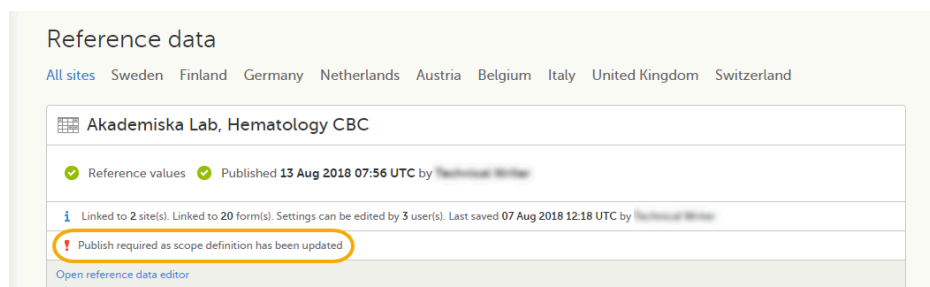 Reference data
All sites Sweden Finland Germany Netherlands Austria Belgium Italy United Kingdom Switzerland
Akademiska Lab, Hematology CBC
Reference values Published 13 Aug 2018 07:56 UTC by
Linked to 2 site(s). Linked to 20 form(s). Settings can be edited by 3 user(s). Last saved 07 Aug 2018 12:18 UTC by
Publish required as scope definition has been updated
Open reference data editor